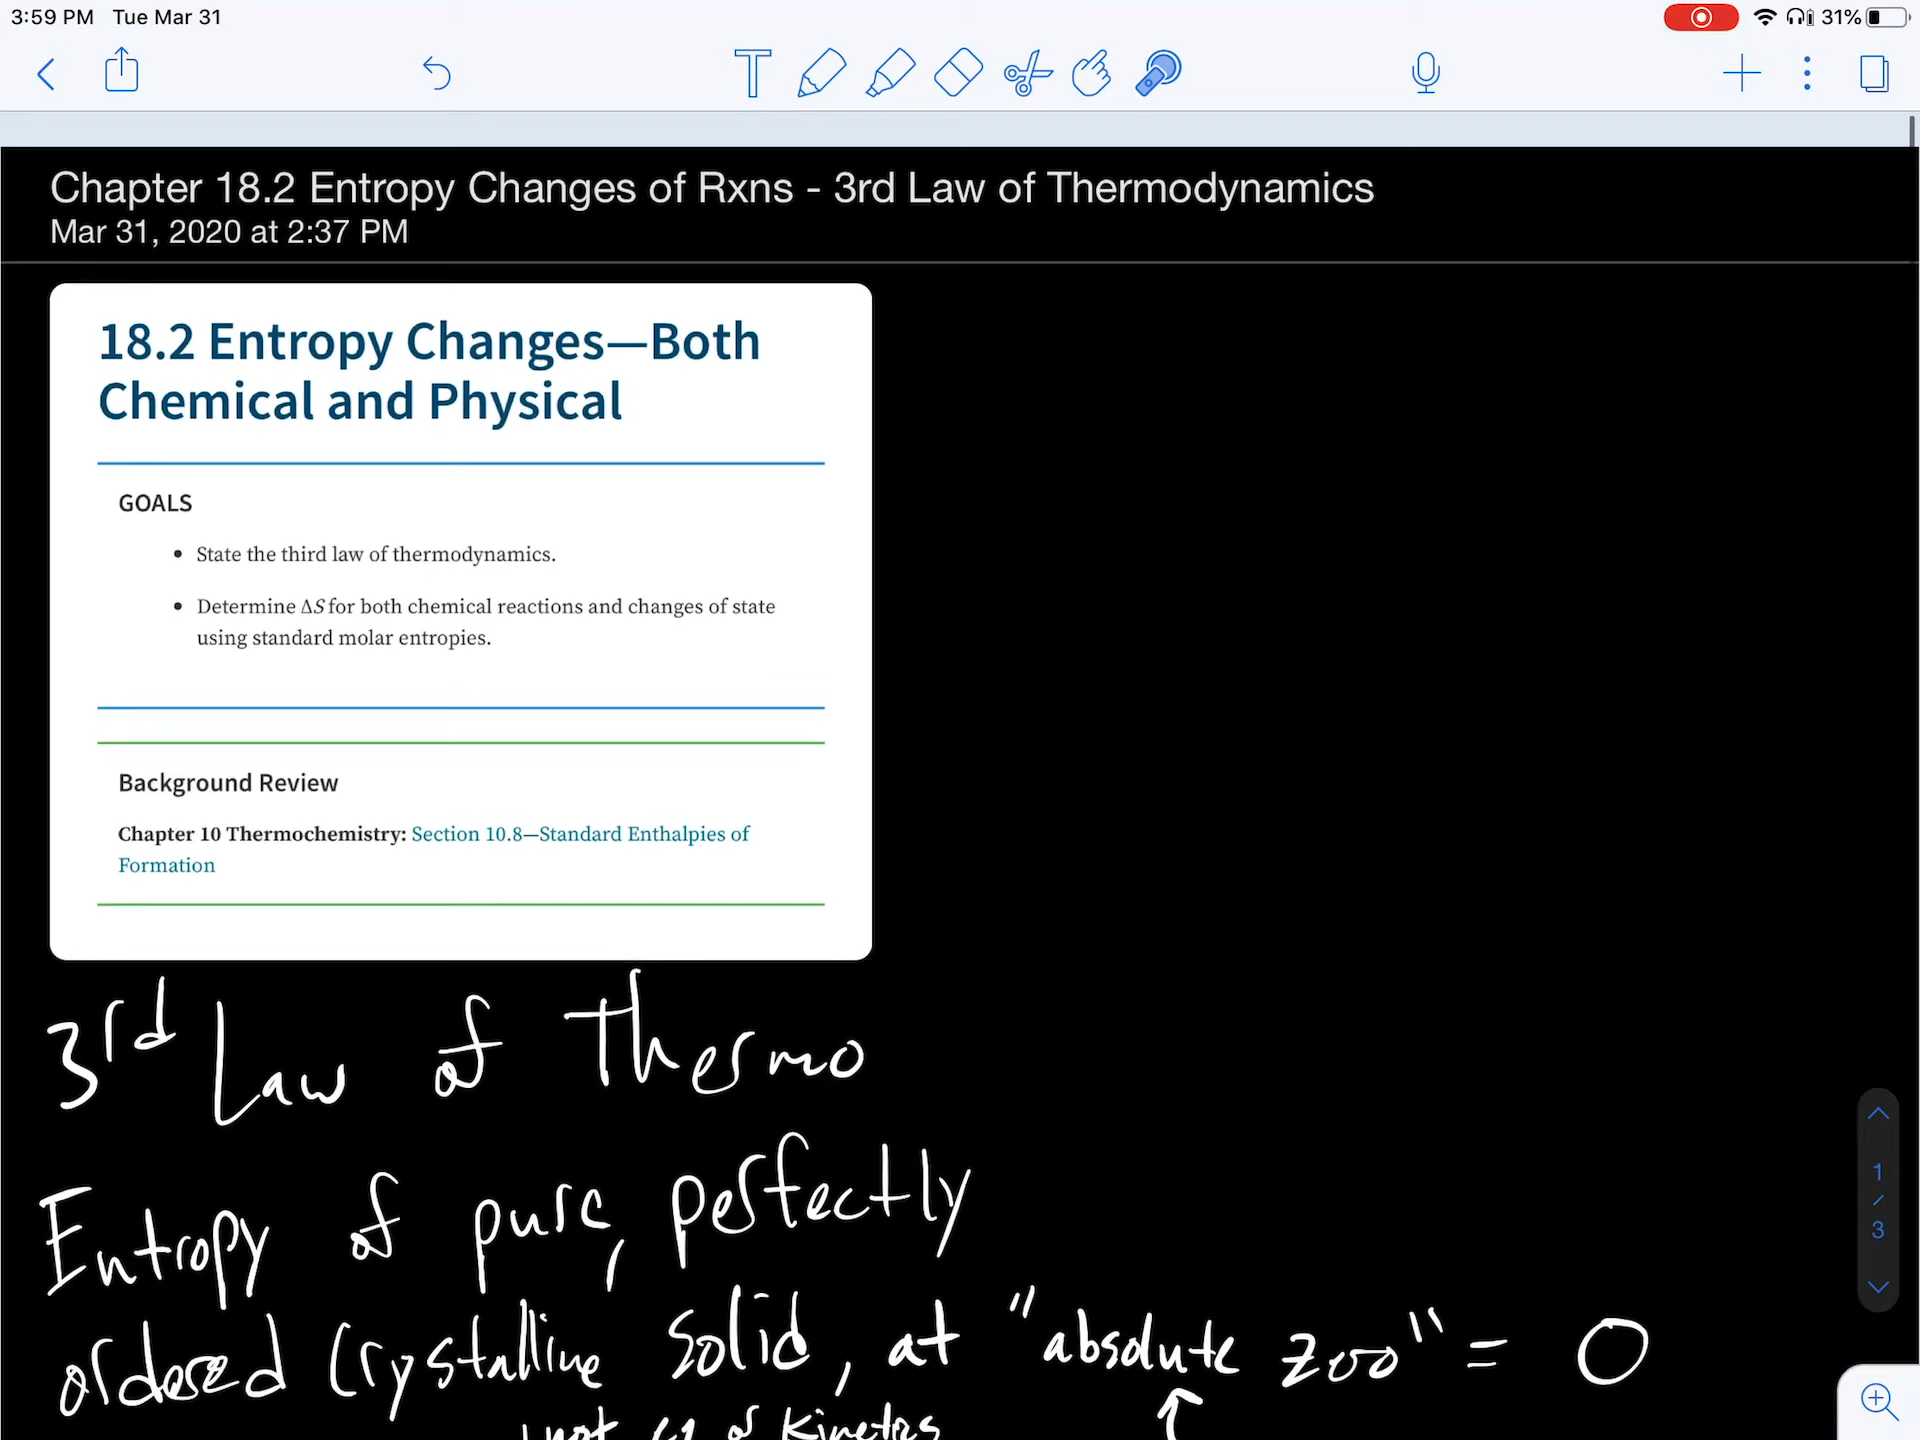 3:59 PM Tue Mar 31
31%
Chapter 18.2 Entropy Changes of Rxns - 3rd Law of Thermodynamics
Mar 31, 2020 at 2:37 PM
18.2 Entropy Changes—Both
Chemical and Physical
GOALS
• State the third law of thermodynamics.
• Determine ΔS for both chemical reactions and changes of state
using standard molar entropies.
Background Review
Chapter 10 Thermochemistry: Section 10.8—Standard Enthalpies of
Formation
3rd Law of Thermo
Entropy of pure, perfectly
ordered Crystalline Solid, at "absolute zero" = 0
not of Kinetics
1
/
3